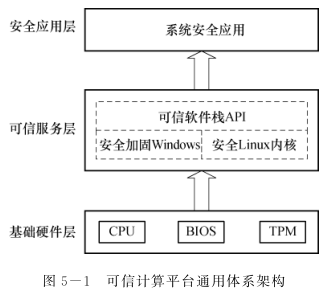 安全应用层
系统安全应用
可信服务层
可信软件栈API
安全加固Windows
安全Linux内核
基础硬件层
CPU
BIOS
TPM
图 5-1 可信计算平台通用体系架构